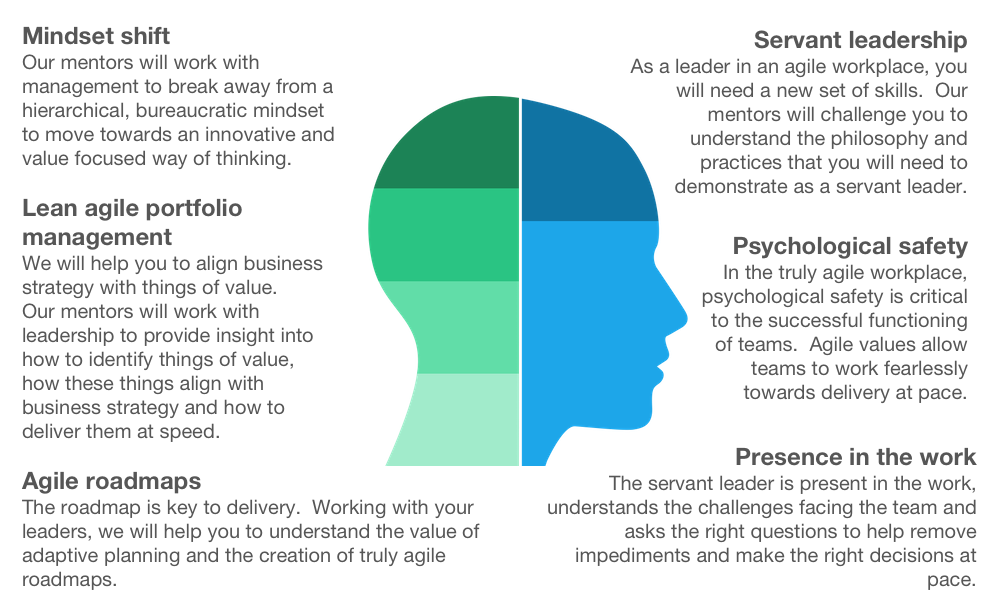 Mindset shift
Our mentors will work with
management to break away from a
hierarchical, bureaucratic mindset
to move towards an innovative and
value focused way of thinking.
Lean agile portfolio
management
We will help you to align business
strategy with things of value.
Our mentors will work with
leadership to provide insight into
how to identify things of value,
how these things align with
business strategy and how to
deliver them at speed.
Agile roadmaps
The roadmap is key to delivery.  Working with your
leaders, we will help you to understand the value of
adaptive planning and the creation of truly agile
roadmaps.
Servant leadership
As a leader in an agile workplace, you
will need a new set of skills.  Our
mentors will challenge you to
understand the philosophy and
practices that you will need to
demonstrate as a servant leader.
Psychological safety
In the truly agile workplace,
psychological safety is critical
to the successful functioning
of teams.  Agile values allow
teams to work fearlessly
towards delivery at pace.
Presence in the work
The servant leader is present in the work,
understands the challenges facing the team and
asks the right questions to help remove
impediments and make the right decisions at
pace.